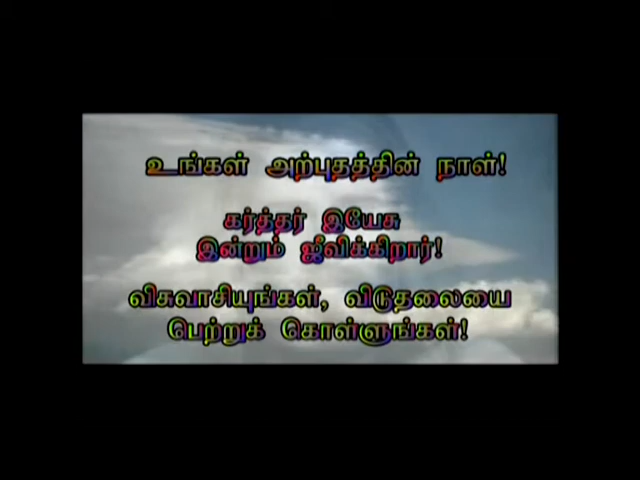 உங்கள் அற்புதத்தின் நாள்!
கர்த்தர் இயேசு
இன்றும் ஜீவிக்கிறார்!
விசுவாசியுங்கள், விடுதலையை
பெற்றுக் கொள்ளுங்கள்!